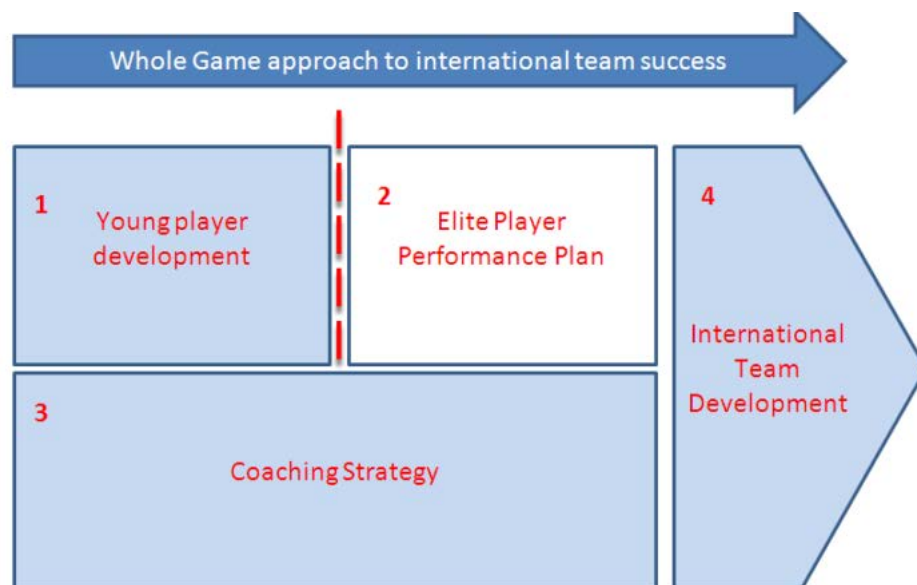 Whole Game approach to international team success
1
Young player
development
2
Elite Player
Performance Plan
3
Coaching Strategy
4
International
Team
Development